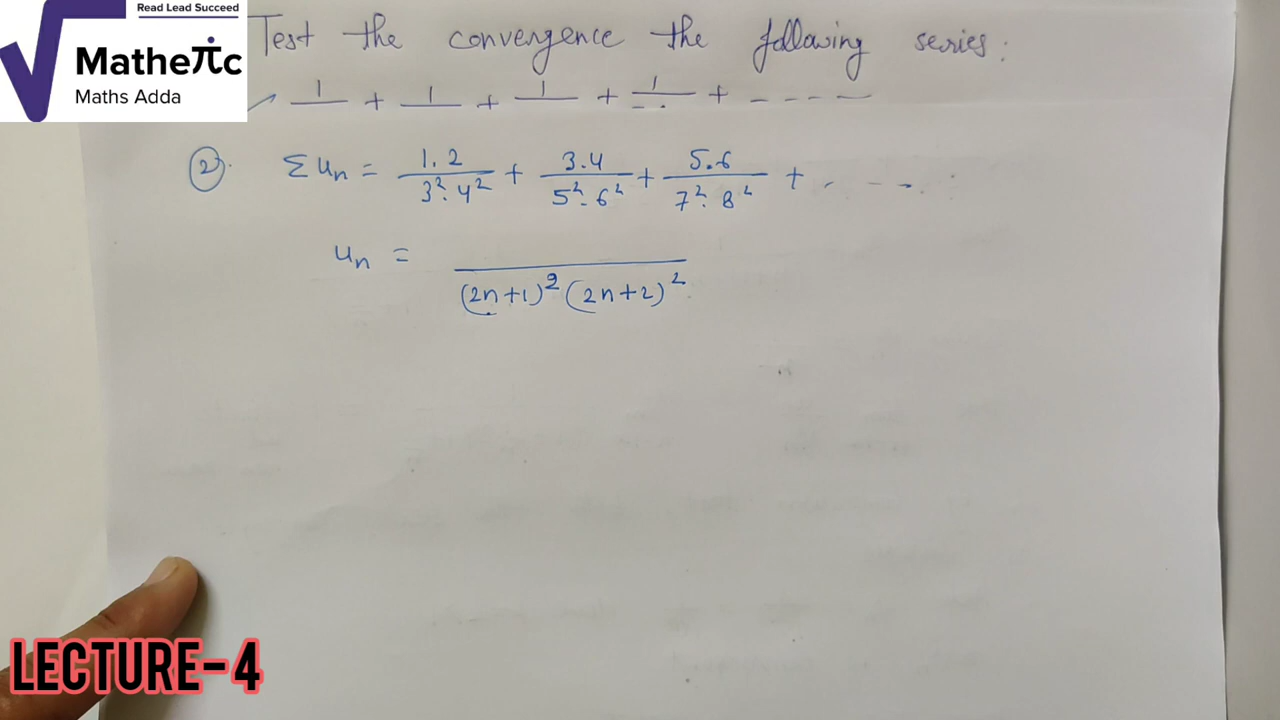 Read Lead Succeed
Matheπc
Maths Adda
Test the convergence the following series:
1/ + 1/ + 1/ + 1/ + - - - -
(2). Σ uₙ = 1.2/3².4² + 3.4/5².6² + 5.6/7².8² + - - - -
uₙ = /(2n+1)²(2n+2)²
LECTURE-4